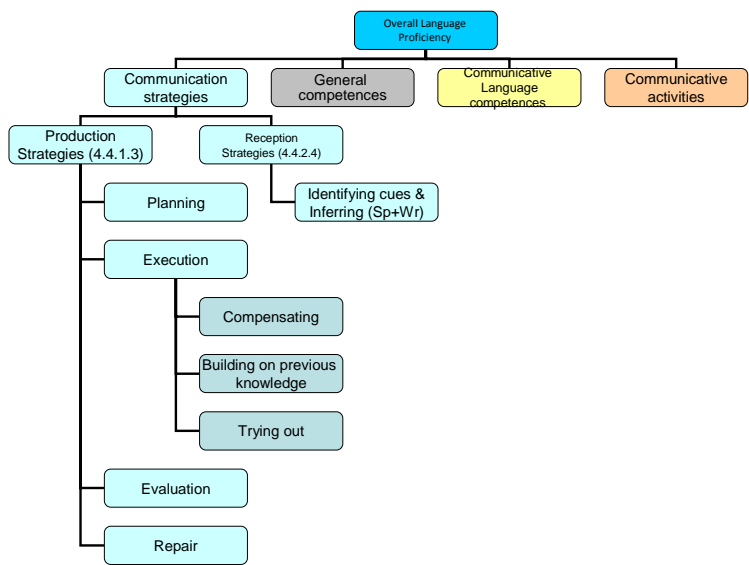 Overall Language
Proficiency
Communication
strategies
General
competences
Communicative
Language
competences
Communicative
activities
Production
Strategies (4.4.1.3)
Reception
Strategies (4.4.2.4)
Planning
Identifying cues &
Inferring (Sp+Wr)
Execution
Compensating
Building on previous
knowledge
Trying out
Evaluation
Repair